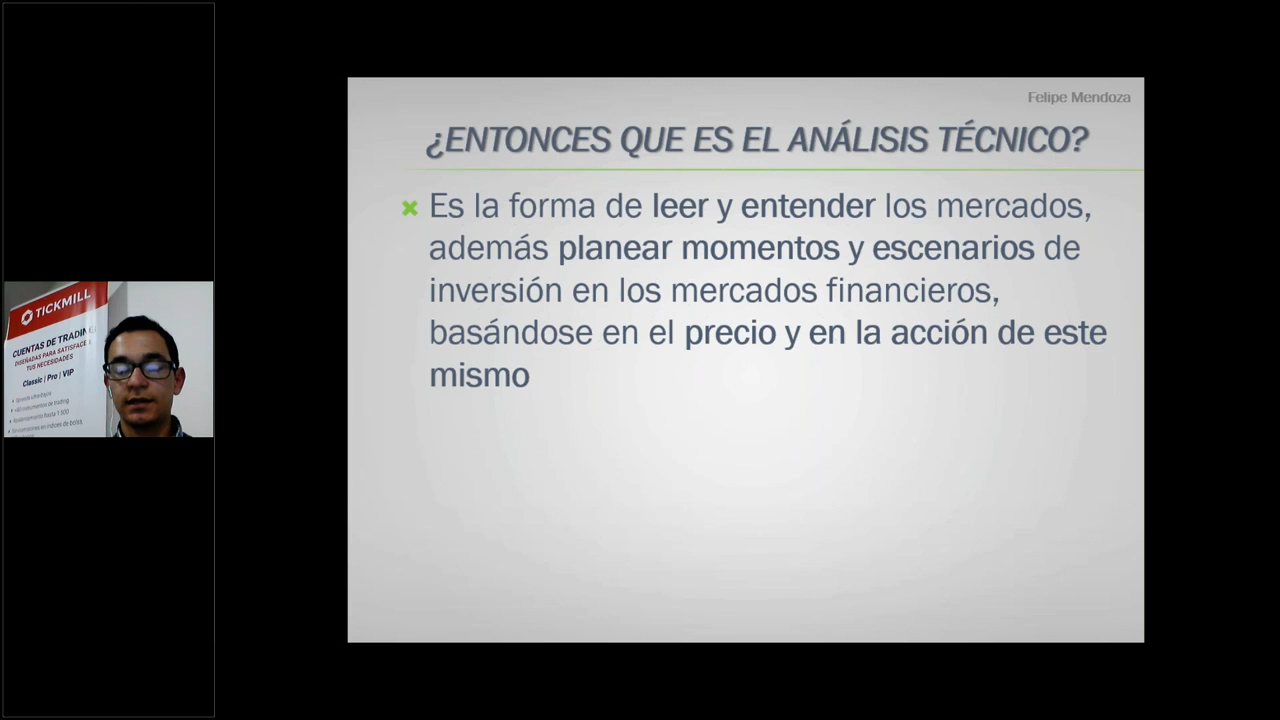 Felipe Mendoza
¿ENTONCES QUE ES EL ANÁLISIS TÉCNICO?
Es la forma de leer y entender los mercados,
además planear momentos y escenarios de
inversión en los mercados financieros,
basándose en el precio y en la acción de este
mismo
TICKMILL
CUENTAS DE TRADING
DISEÑADAS PARA SATISFACER
TUS NECESIDADES
Classic | Pro | VIP